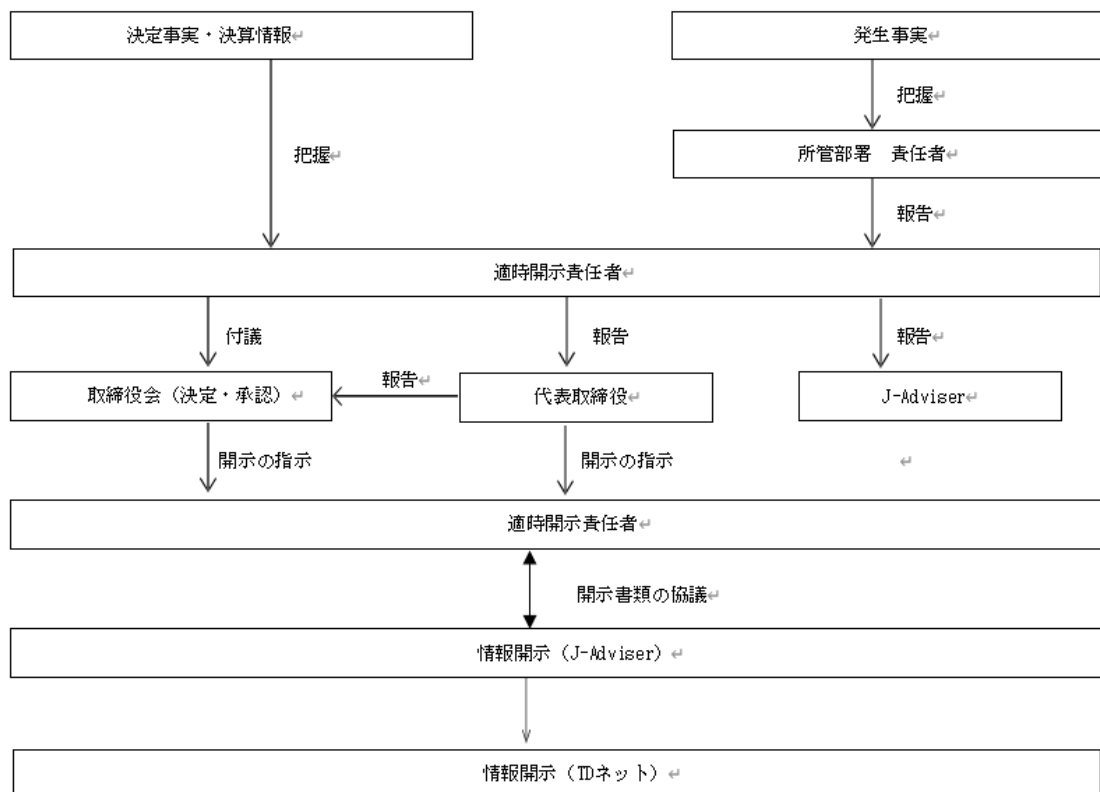 決定事実・決算情報↵
発生事実↵
把握↵
把握↵
所管部署　責任者↵
報告↵
適時開示責任者↵
付議
報告
報告↵
取締役会（決定・承認）↵
報告↵
代表取締役↵
J-Adviser↵
開示の指示
開示の指示
↵
適時開示責任者↵
開示書類の協議↵
情報開示（J-Adviser）↵
情報開示（TDネット）↵